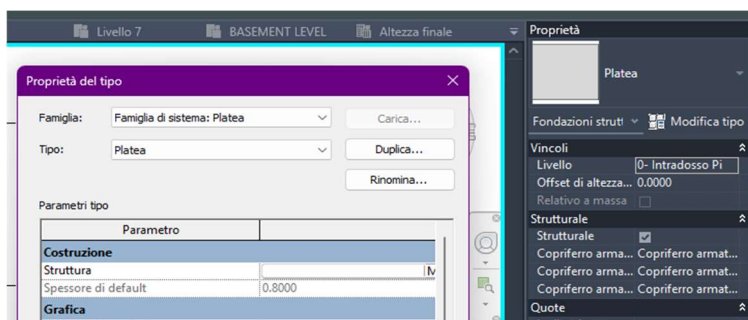 Livello 7 BASEMENT LEVEL Altezza finale
Proprietà del tipo
Famiglia: Famiglia di sistema: Platea Carica...
Tipo: Platea Duplica...
Rinomina...
Parametri tipo
Parametro
Costruzione
Struttura M
Spessore di default 0.8000
Grafica
Proprietà
Platea
Fondazioni strutt Modifica tipo
Vincoli
Livello 0- Intradosso Pi
Offset di altezza... 0.0000
Relativo a massa
Strutturale
Strutturale
Copriferro arma... Copriferro armat...
Copriferro arma... Copriferro armat...
Copriferro arma... Copriferro armat...
Quote